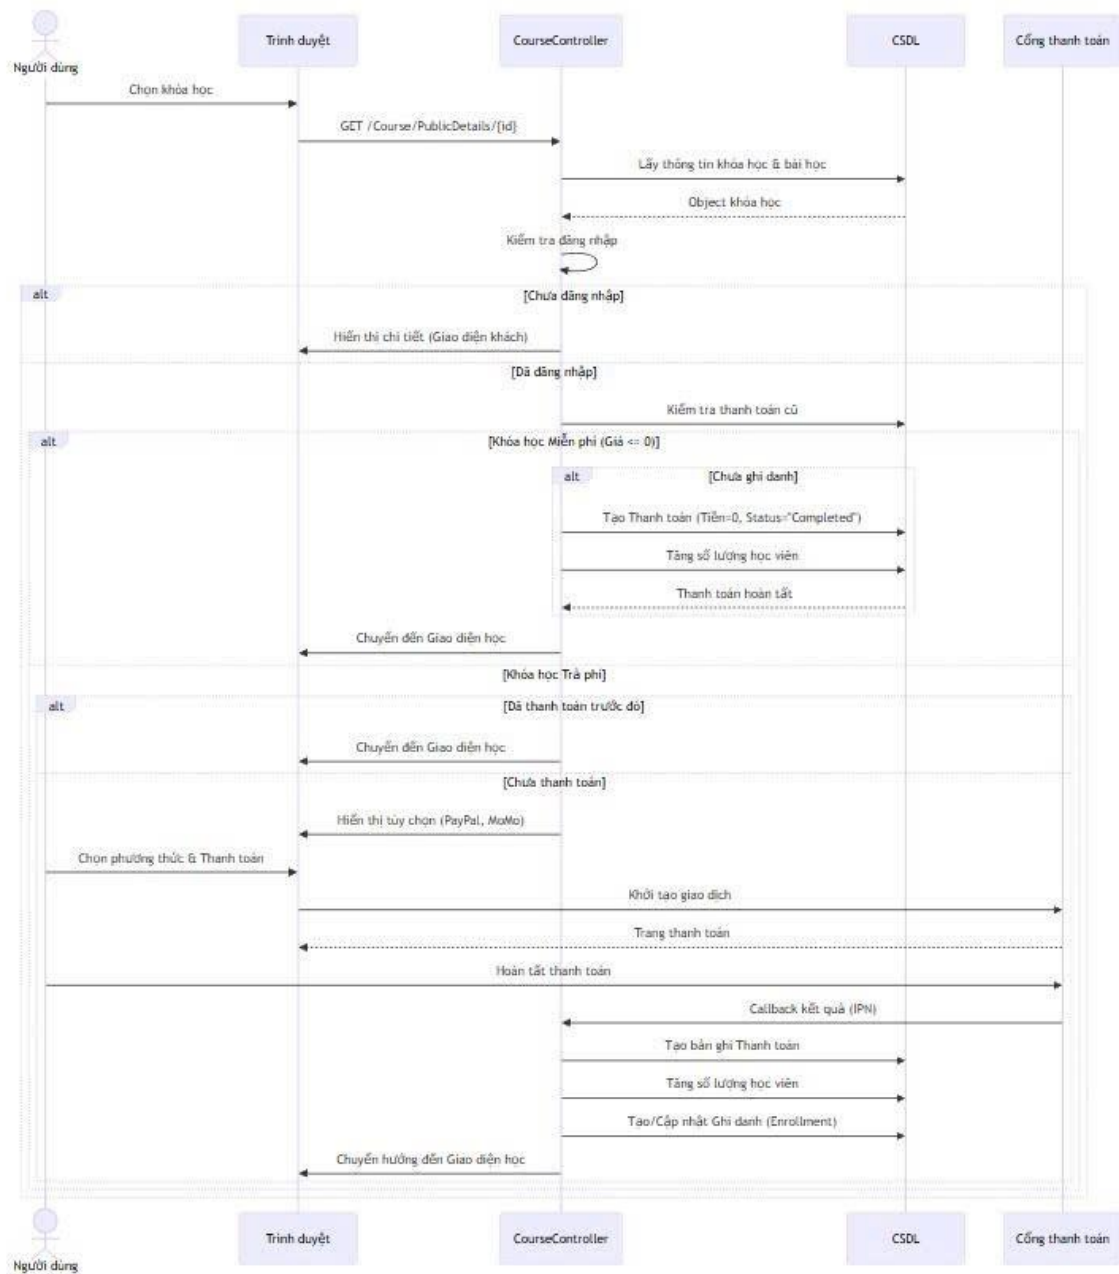 Trình duyệt
CourseController
CSDL
Cổng thanh toán
Người dùng
Chọn khóa học
GET /Course/PublicDetails/{id}
Lấy thông tin khóa học & bài học
Object khóa học
Kiểm tra đăng nhập
alt
[Chưa đăng nhập]
Hiển thị chi tiết (Giao diện khách)
[Đã đăng nhập]
Kiểm tra thanh toán cũ
alt
[Khóa học Miễn phí (Giá <= 0)]
alt
[Chưa ghi danh]
Tạo Thanh toán (Tiền=0, Status="Completed")
Tăng số lượng học viên
Thanh toán hoàn tất
Chuyển đến Giao diện học
[Khóa học Trả phí]
alt
[Đã thanh toán trước đó]
Chuyển đến Giao diện học
[Chưa thanh toán]
Hiển thị tùy chọn (PayPal, MoMo)
Chọn phương thức & Thanh toán
Khởi tạo giao dịch
Trang thanh toán
Hoàn tất thanh toán
Callback kết quả (IPN)
Tạo bản ghi Thanh toán
Tăng số lượng học viên
Tạo/Cập nhật Ghi danh (Enrollment)
Chuyển hướng đến Giao diện học
Trình duyệt
CourseController
CSDL
Cổng thanh toán
Người dùng